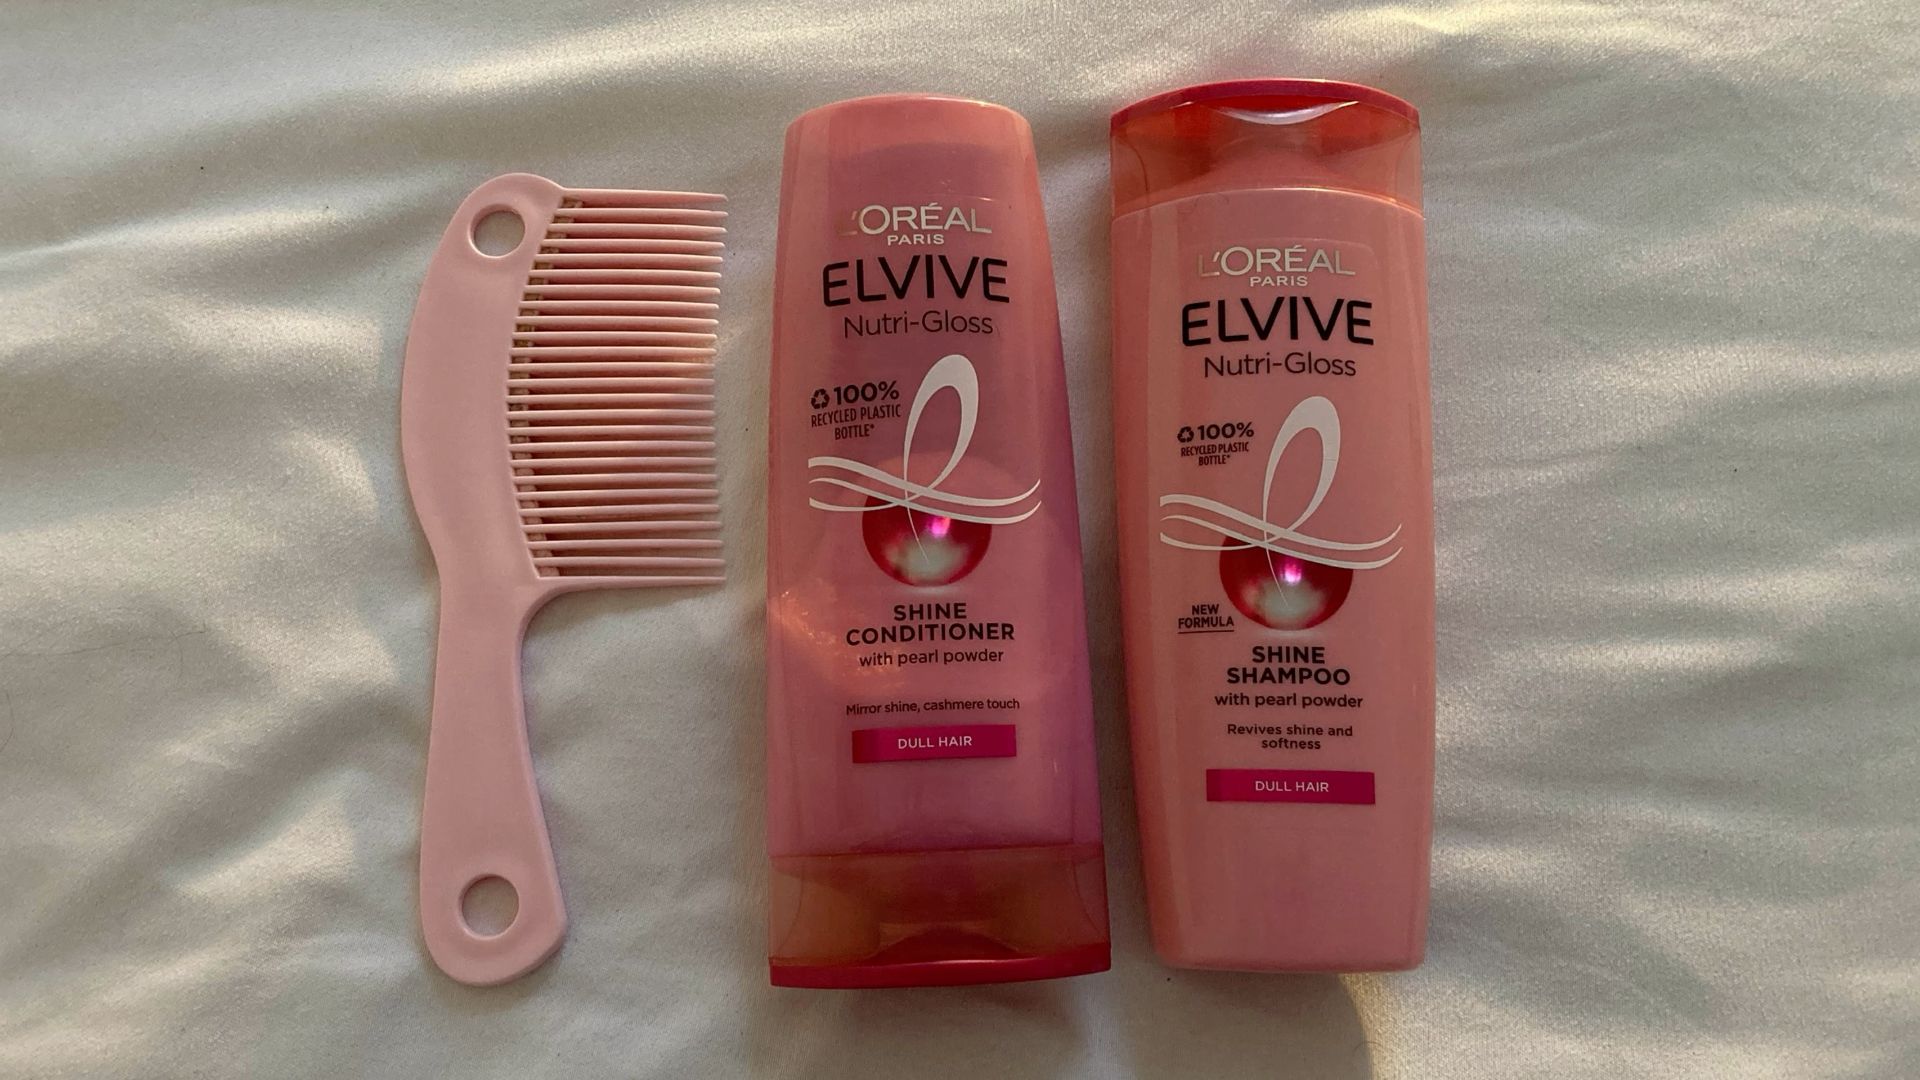 L'ORÉAL
PARIS
ELVIVE
Nutri-Gloss
100%
RECYCLED PLASTIC
BOTTLE*
SHINE
CONDITIONER
with pearl powder
Mirror shine, cashmere touch
DULL HAIR
L'ORÉAL
PARIS
ELVIVE
Nutri-Gloss
100%
RECYCLED PLASTIC
BOTTLE*
NEW
FORMULA
SHINE
SHAMPOO
with pearl powder
Revives shine and
softness
DULL HAIR